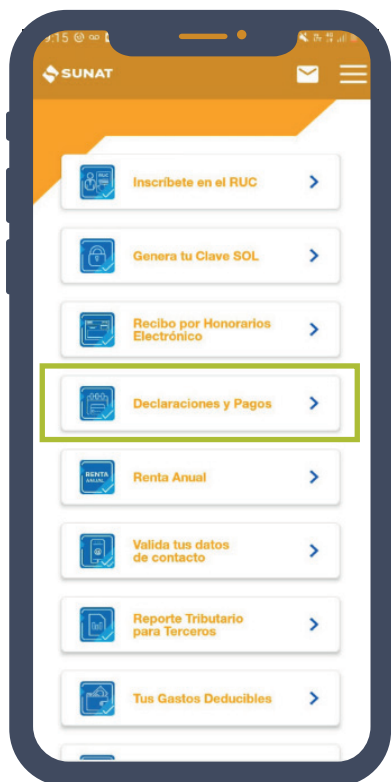 9:15
SUNAT
Inscríbete en el RUC
Genera tu Clave SOL
Recibo por Honorarios
Electrónico
Declaraciones y Pagos
RENTA
ANUAL
Renta Anual
Valida tus datos
de contacto
Reporte Tributario
para Terceros
Tus Gastos Deducibles